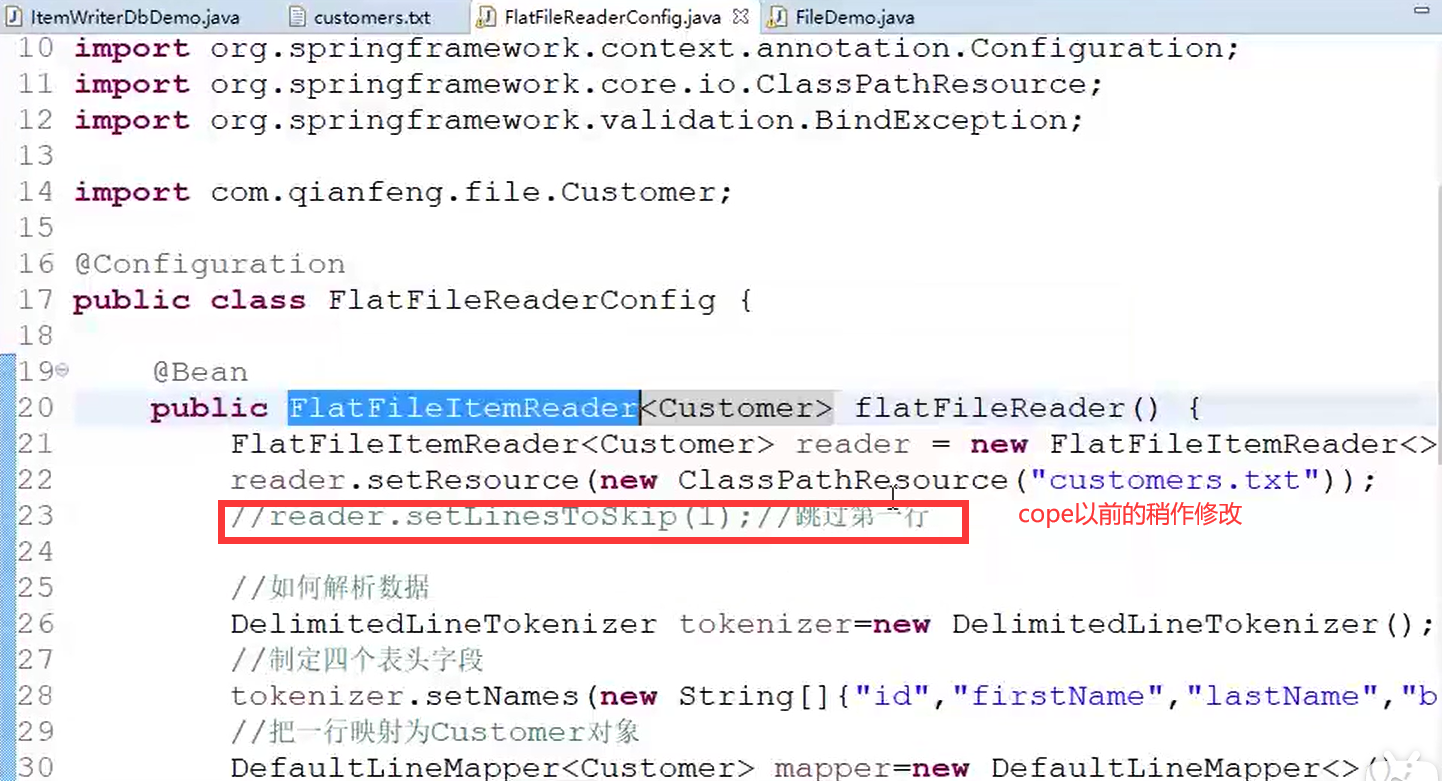 ItemWriterDbDemo.java customers.txt FlatFileReaderConfig.java FileDemo.java
10 import org.springframework.context.annotation.Configuration;
11 import org.springframework.core.io.ClassPathResource;
12 import org.springframework.validation.BindException;
13
14 import com.qianfeng.file.Customer;
15
16 @Configuration
17 public class FlatFileReaderConfig {
18
19 @Bean
20 public FlatFileItemReader<Customer> flatFileReader() {
21 FlatFileItemReader<Customer> reader = new FlatFileItemReader<>
22 reader.setResource(new ClassPathResource("customers.txt"));
23 //reader.setLinesToSkip(1);//跳过第一行 cope以前的稍作修改
24
25 //如何解析数据
26 DelimitedLineTokenizer tokenizer=new DelimitedLineTokenizer();
27 //制定四个表头字段
28 tokenizer.setNames(new String[]{"id","firstName","lastName","b
29 //把一行映射为Customer对象
30 DefaultLineMapper<Customer> mapper=new DefaultLineMapper<>()